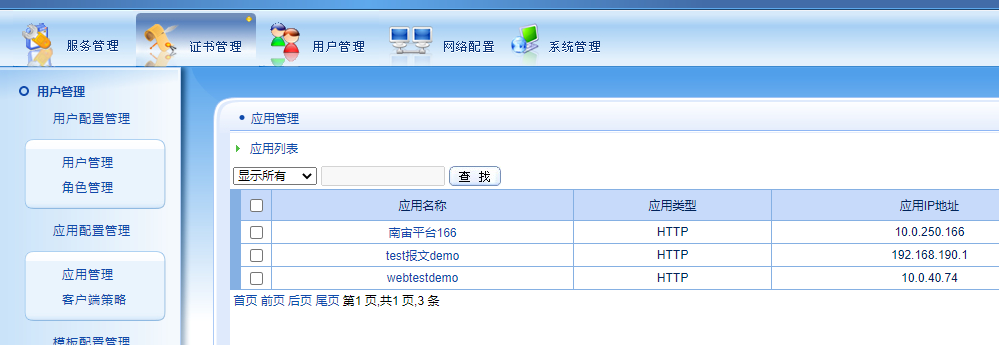 服务管理 证书管理 用户管理 网络配置 系统管理
用户管理
用户配置管理
用户管理
角色管理
应用配置管理
应用管理
客户端策略
模板配置管理
应用管理
应用列表
显示所有 查 找
应用名称 应用类型 应用IP地址
南宙平台166 HTTP 10.0.250.166
test报文demo HTTP 192.168.190.1
webtestdemo HTTP 10.0.40.74
首页 前页 后页 尾页 第1 页,共1 页,3 条